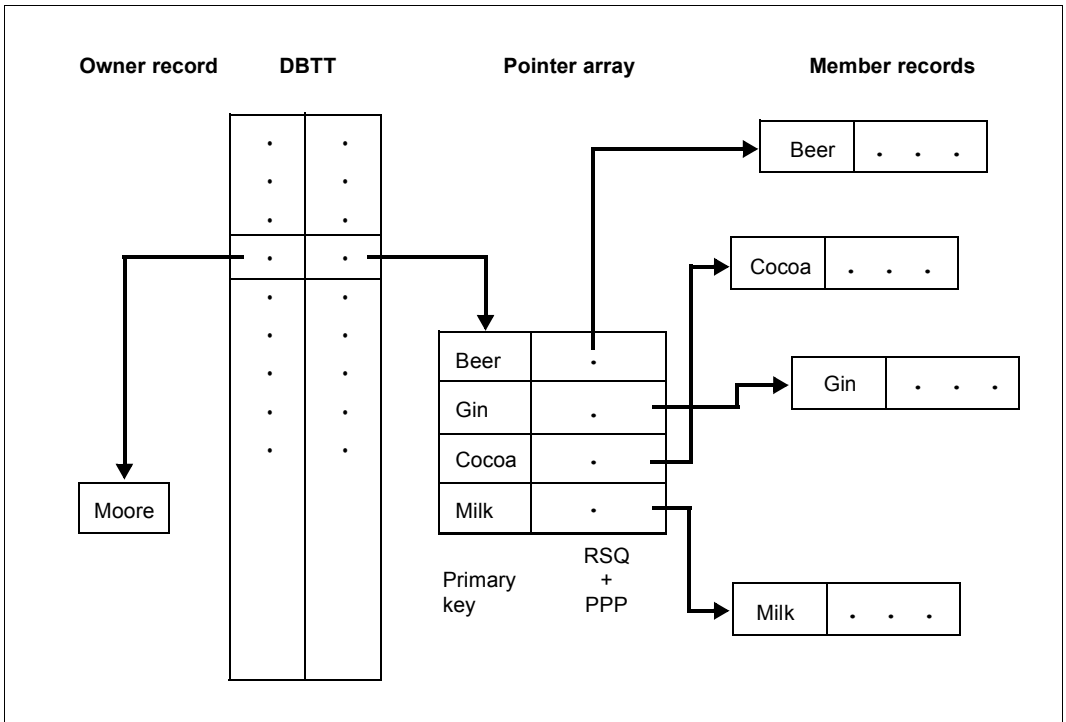 Owner record DBTT Pointer array Member records
Beer . . .
Cocoa . . .
Beer .
Gin . . .
Gin .
Cocoa .
Moore
Milk .
RSQ
Primary +
key PPP
Milk . . .